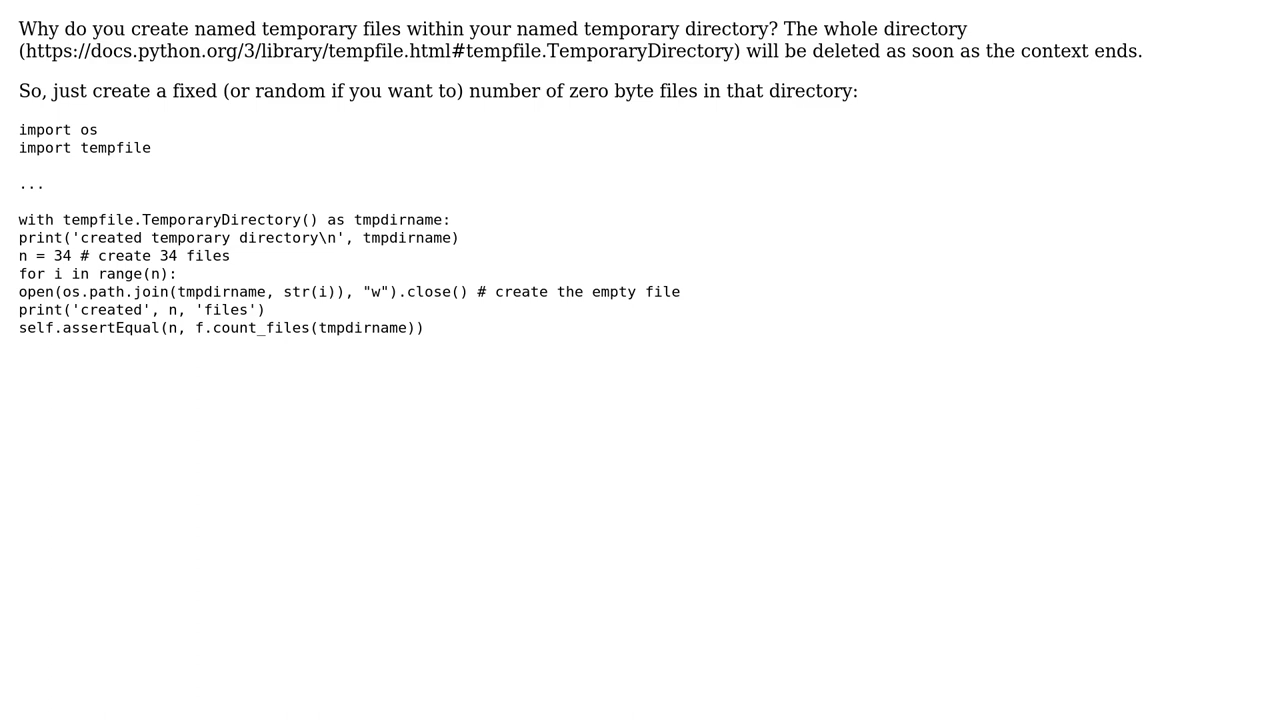 Why do you create named temporary files within your named temporary directory? The whole directory
(https://docs.python.org/3/library/tempfile.html#tempfile.TemporaryDirectory) will be deleted as soon as the context ends.
So, just create a fixed (or random if you want to) number of zero byte files in that directory:
import os
import tempfile
...
with tempfile.TemporaryDirectory() as tmpdirname:
print('created temporary directory\n', tmpdirname)
n = 34 # create 34 files
for i in range(n):
open(os.path.join(tmpdirname, str(i)), "w").close() # create the empty file
print('created', n, 'files')
self.assertEqual(n, f.count_files(tmpdirname))